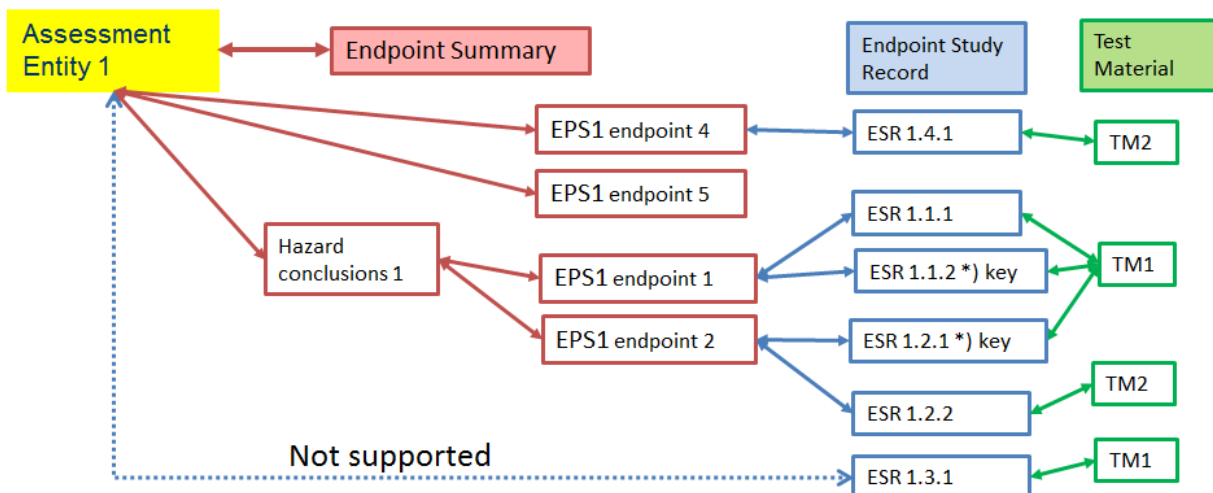 Assessment
Entity 1
Endpoint Summary
Endpoint Study
Record
Test
Material
EPS1 endpoint 4
ESR 1.4.1
TM2
EPS1 endpoint 5
ESR 1.1.1
Hazard
conclusions 1
EPS1 endpoint 1
ESR 1.1.2 *) key
TM1
EPS1 endpoint 2
ESR 1.2.1 *) key
TM2
ESR 1.2.2
Not supported
ESR 1.3.1
TM1